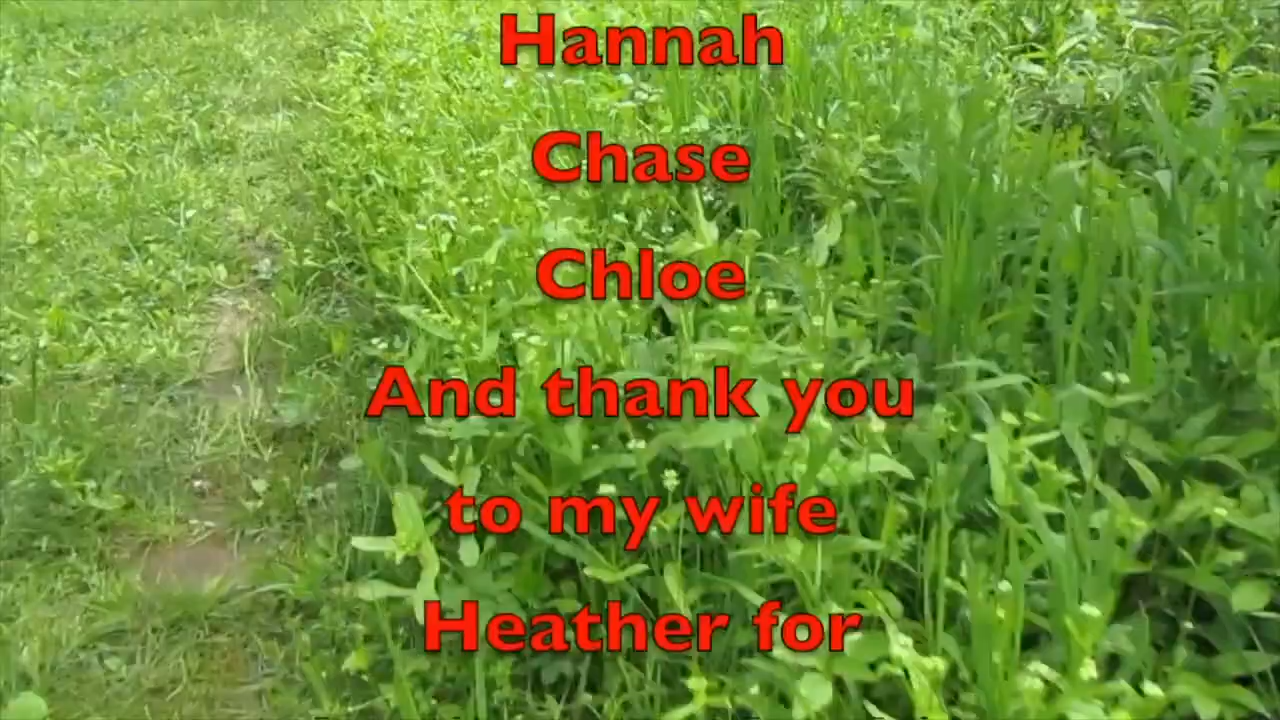 Hannah
Chase
Chloe
And thank you
to my wife
Heather for